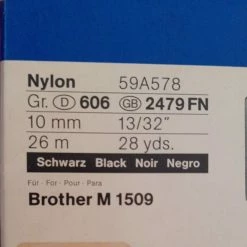 Nylon 59A578
Gr. D 606 GB 2479 FN
10 mm 13/32"
26 m 28 yds.
Schwarz Black Noir Negro
Für · For · Pour · Para
Brother M 1509